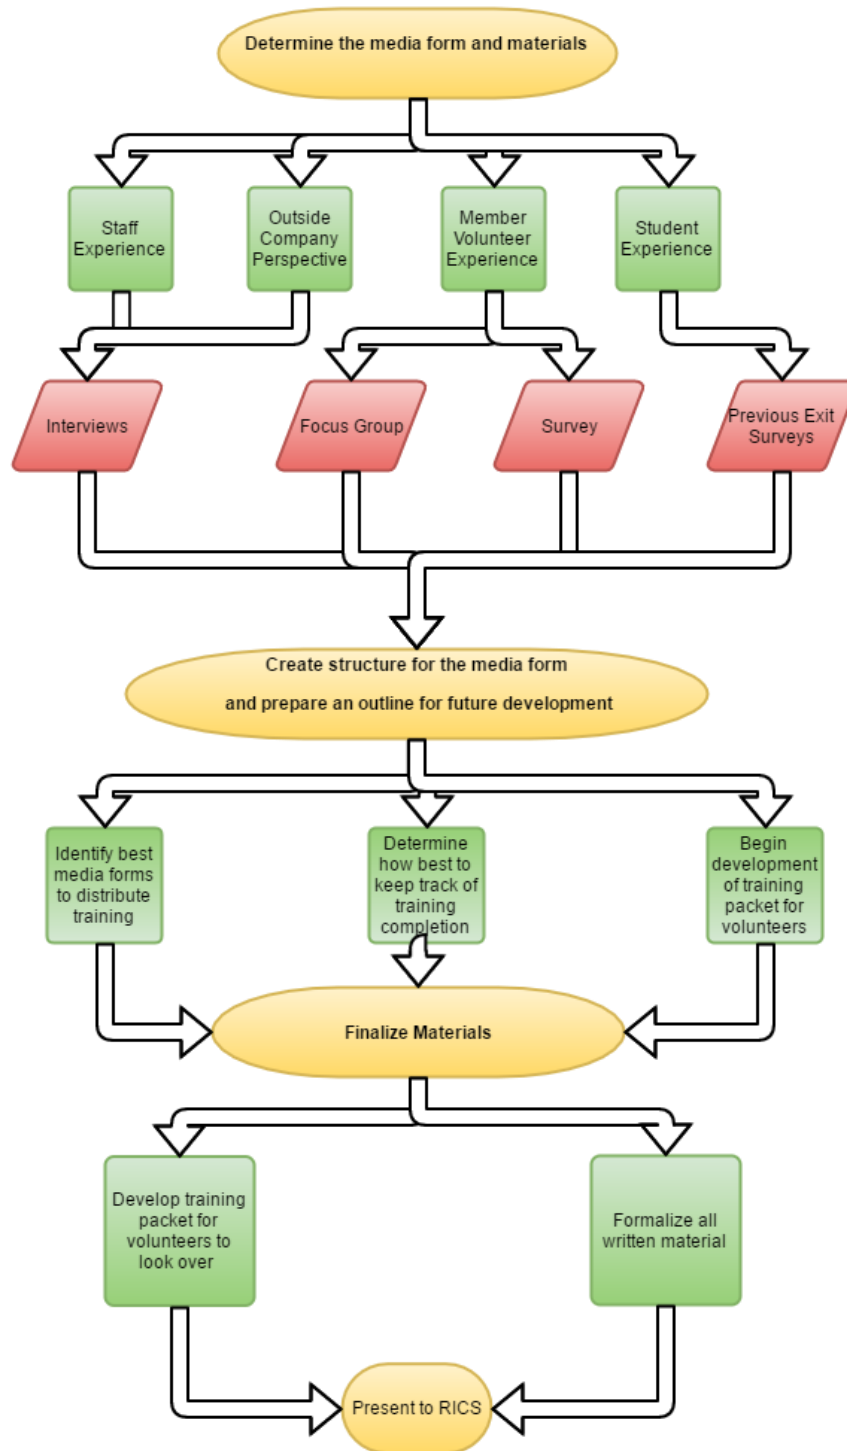 Determine the media form and materials
Staff
Experience
Outside
Company
Perspective
Member
Volunteer
Experience
Student
Experience
Interviews
Focus Group
Survey
Previous Exit
Surveys
Create structure for the media form
and prepare an outline for future development
Identify best
media forms
to distribute
training
Determine
how best to
keep track of
training
completion
Begin
development
of training
packet for
volunteers
Finalize Materials
Develop training
packet for
volunteers to
look over
Formalize all
written material
Present to RICS